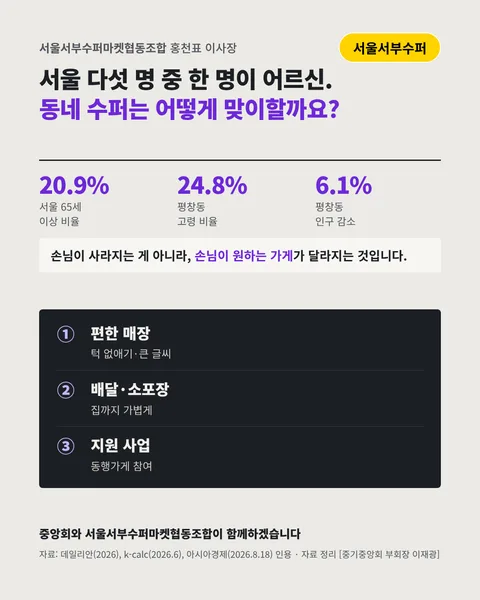 서울서부수퍼마켓협동조합 홍천표 이사장
서울서부수퍼
서울 다섯 명 중 한 명이 어르신.
동네 수퍼는 어떻게 맞이할까요?
20.9%
서울 65세
이상 비율
24.8%
평창동
고령 비율
6.1%
평창동
인구 감소
손님이 사라지는 게 아니라, 손님이 원하는 가게가 달라지는 것입니다.
1
편한 매장
턱 없애기·큰 글씨
2
배달·소포장
집까지 가볍게
3
지원 사업
동행가게 참여
중앙회와 서울서부수퍼마켓협동조합이 함께하겠습니다
자료: 데일리안(2026), k-calc(2026.6), 아시아경제(2026.8.18) 인용 · 자료 정리 [중기중앙회 부회장 이재광]